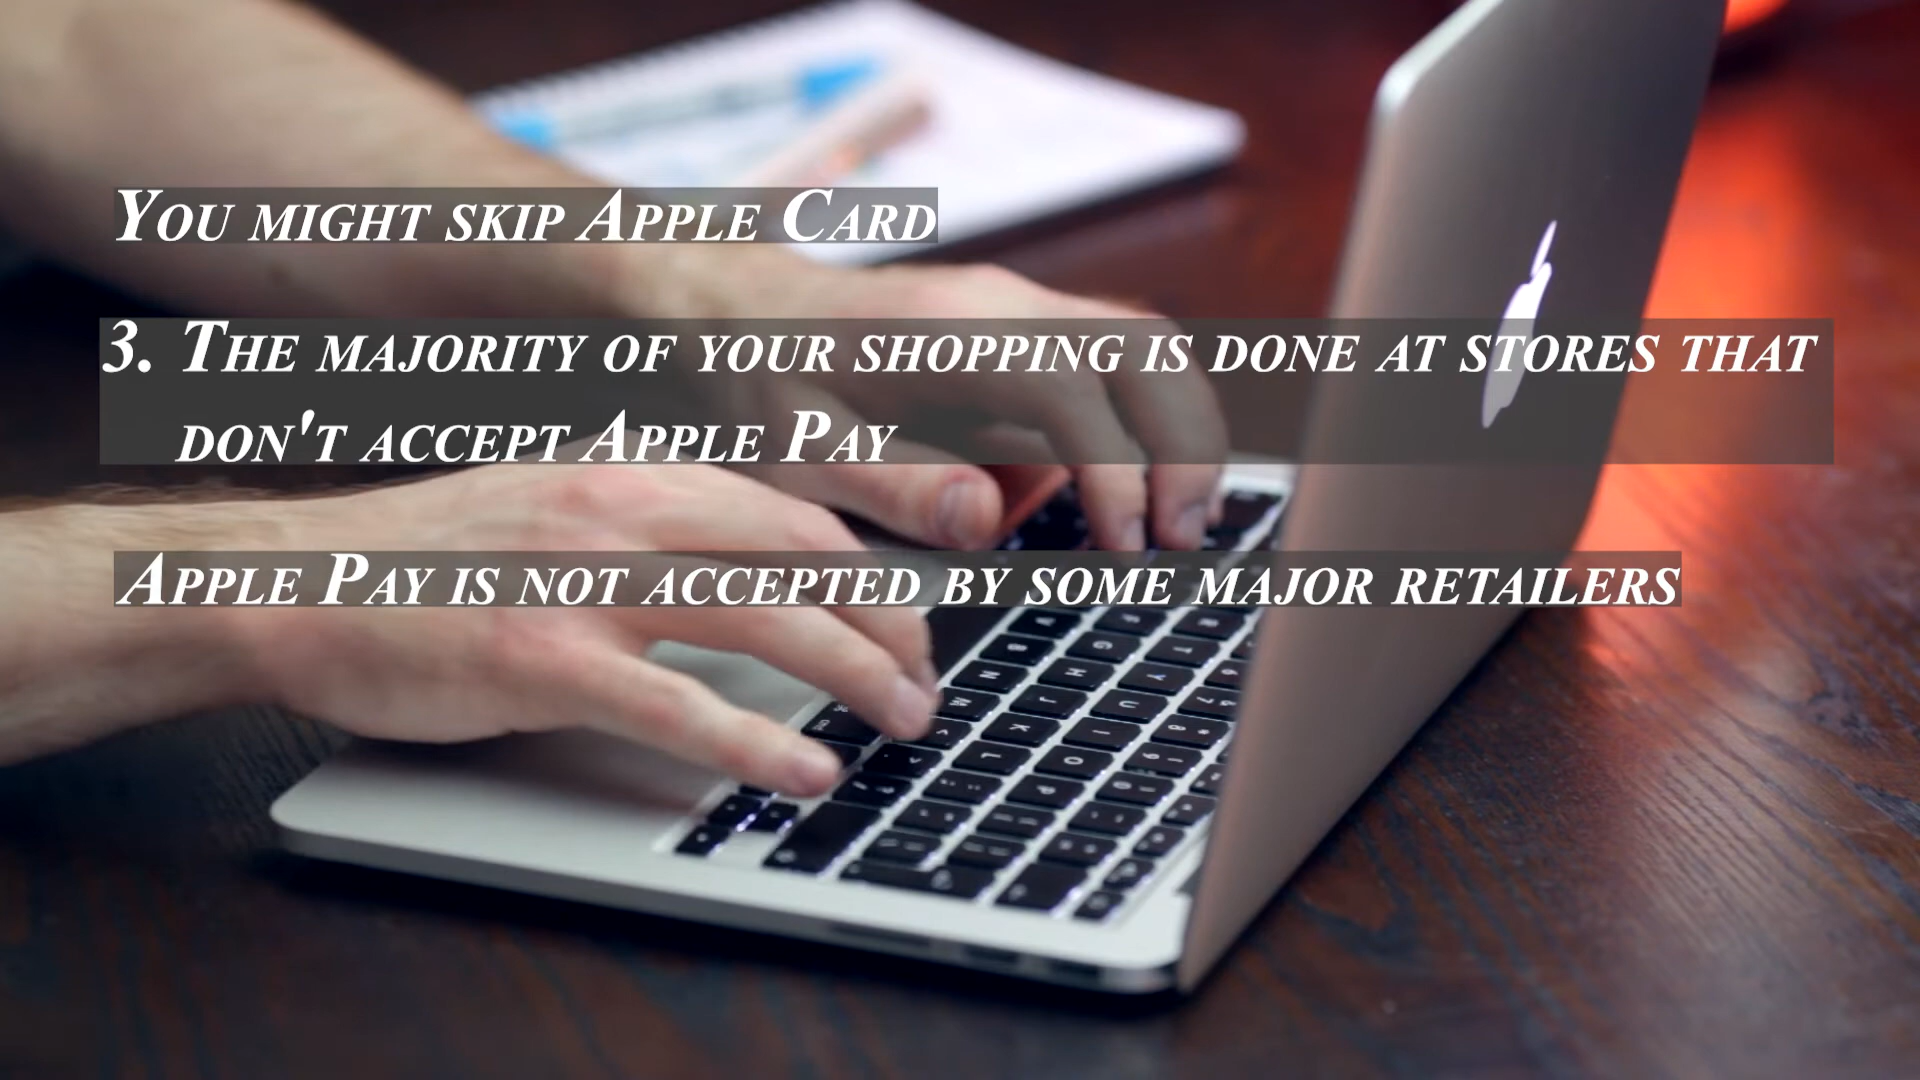 You might skip Apple Card
3. The majority of your shopping is done at stores that
don't accept Apple Pay
Apple Pay is not accepted by some major retailers